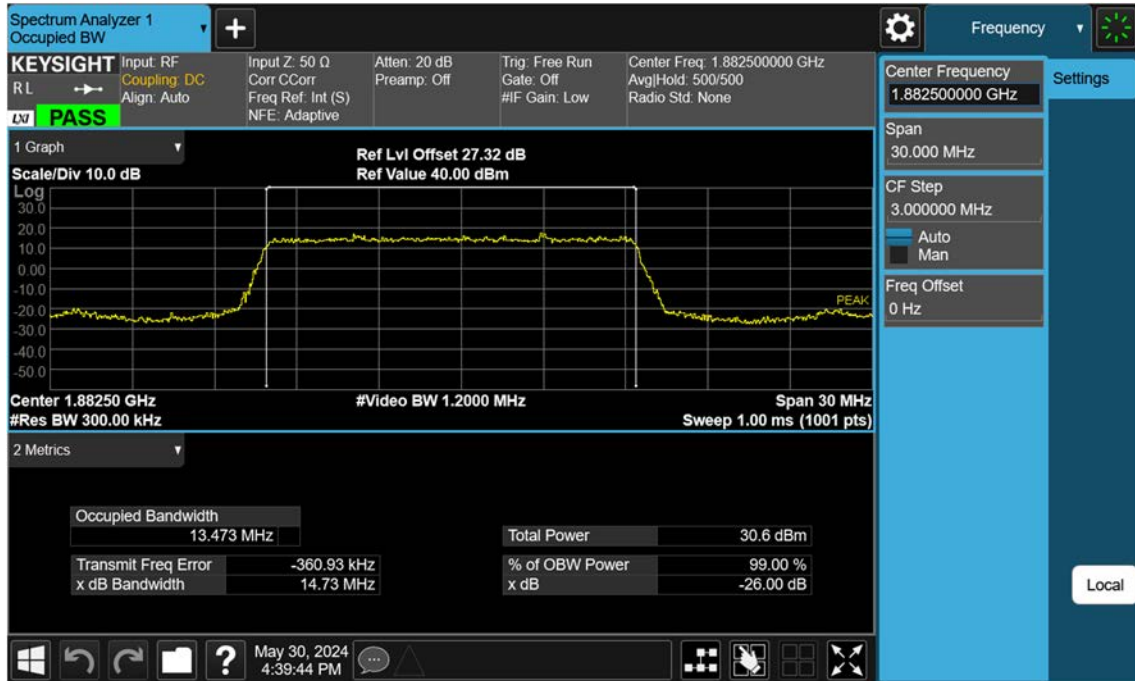 Spectrum Analyzer 1
Occupied BW
Frequency
KEYSIGHT
R L
LXI
PASS
Input: RF
Coupling: DC
Align: Auto
Input Z: 50 Ω
Corr CCorr
Freq Ref: Int (S)
NFE: Adaptive
Atten: 20 dB
Preamp: Off
Trig: Free Run
Gate: Off
#IF Gain: Low
Center Freq: 1.882500000 GHz
Avg|Hold: 500/500
Radio Std: None
Center Frequency
1.882500000 GHz
Settings
Span
30.000 MHz
CF Step
3.000000 MHz
Auto
Man
Freq Offset
0 Hz
Local
1 Graph
Scale/Div 10.0 dB
Ref Lvl Offset 27.32 dB
Ref Value 40.00 dBm
Log
30.0
20.0
10.0
0.00
-10.0
-20.0
-30.0
-40.0
-50.0
PEAK
Center 1.88250 GHz
#Video BW 1.2000 MHz
Span 30 MHz
#Res BW 300.00 kHz
Sweep 1.00 ms (1001 pts)
2 Metrics
Occupied Bandwidth
13.473 MHz
Total Power 30.6 dBm
Transmit Freq Error -360.93 kHz
% of OBW Power 99.00 %
x dB Bandwidth 14.73 MHz
x dB -26.00 dB
?
May 30, 2024
4:39:44 PM